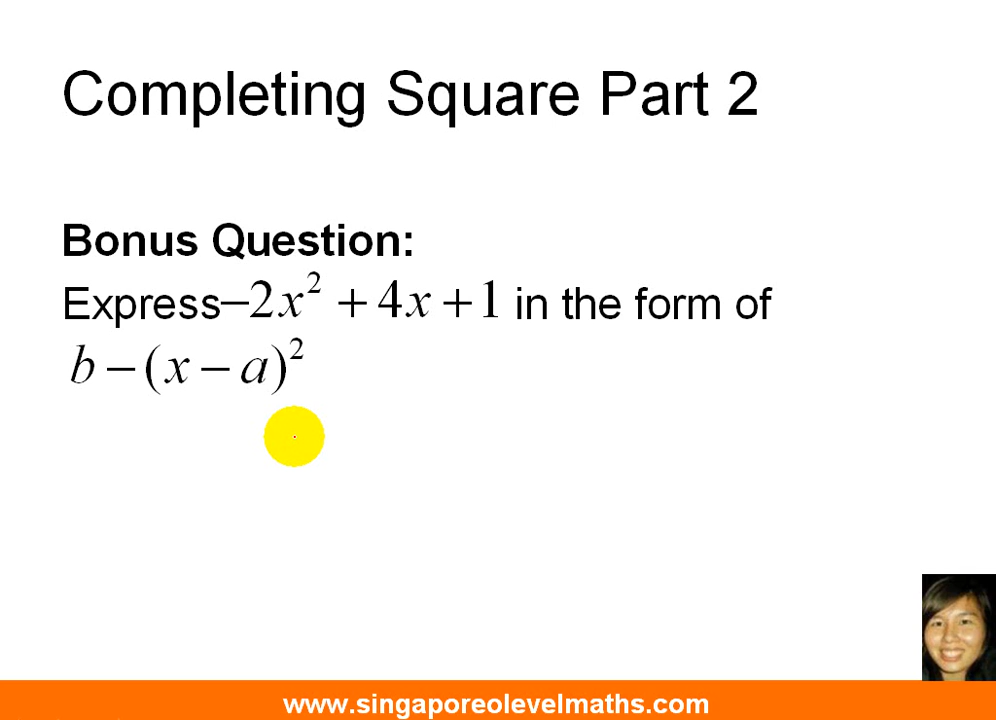 Completing Square Part 2
Bonus Question:
Express −2x² + 4x + 1 in the form of
b − (x − a)²
www.singaporeolevelmaths.com